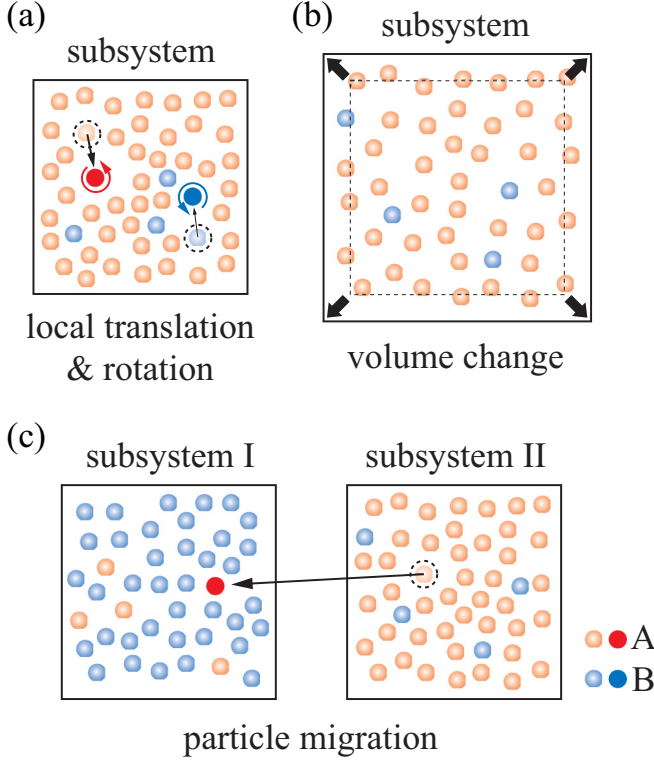 (a)
subsystem
local translation
& rotation
(b)
subsystem
volume change
(c)
subsystem I
subsystem II
A
B
particle migration